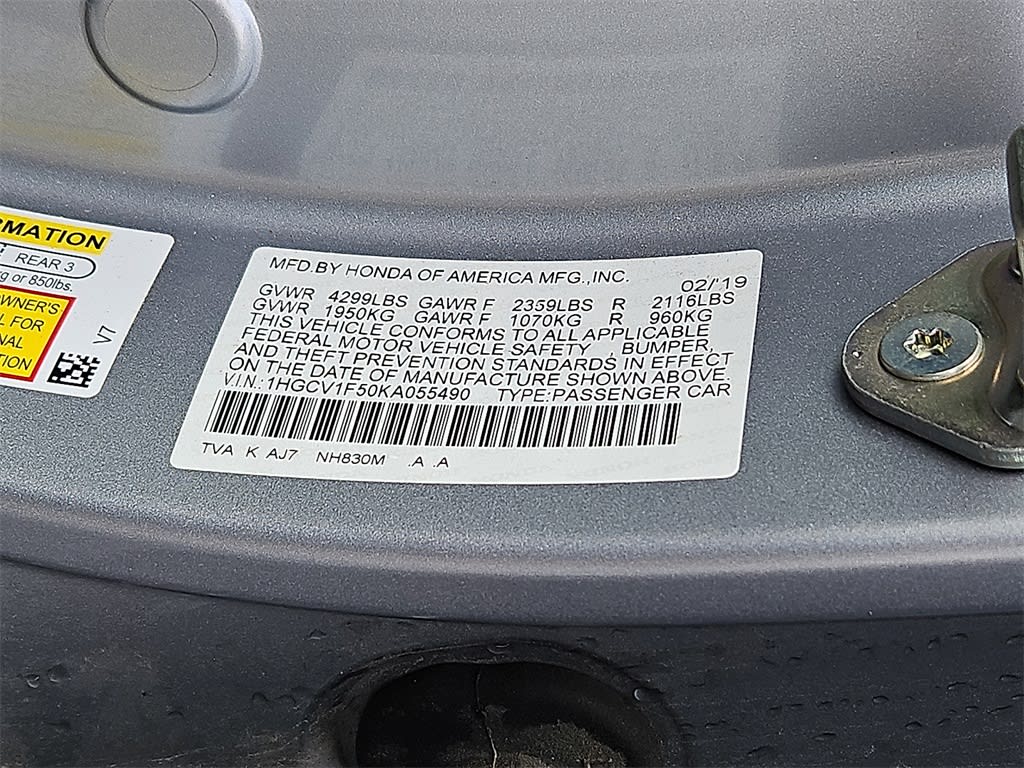 RMATION
REAR 3
g or 850lbs.
OWNER'S
L FOR
NAL
TION
V7
MFD.BY HONDA OF AMERICA MFG.,INC. 02/'19
GVWR 4299LBS GAWR F 2359LBS R 2116LBS
GVWR 1950KG GAWR F 1070KG R 960KG
THIS VEHICLE CONFORMS TO ALL APPLICABLE
FEDERAL MOTOR VEHICLE SAFETY , BUMPER,
AND THEFT PREVENTION STANDARDS IN EFFECT
ON THE DATE OF MANUFACTURE SHOWN ABOVE.
V.I.N.: 1HGCV1F50KA055490 TYPE:PASSENGER CAR
TVA K AJ7 NH830M .A .A